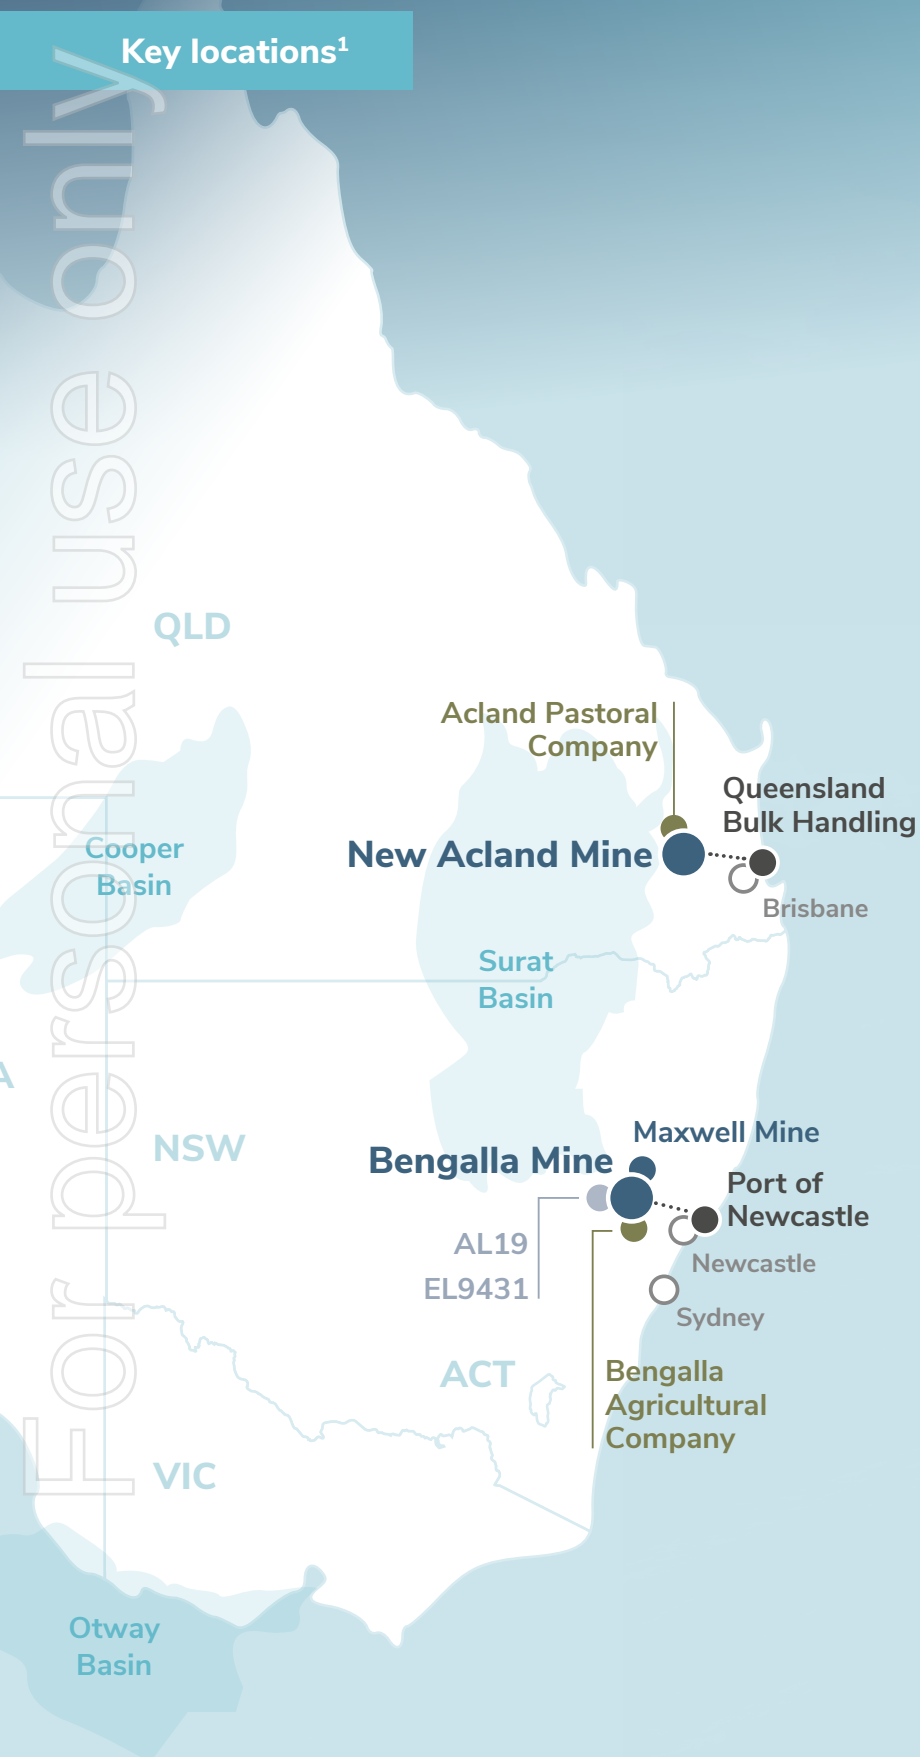 Key locations¹
For personal use only
QLD
Acland Pastoral
Company
Queensland
Bulk Handling
New Acland Mine
Cooper
Basin
Brisbane
Surat
Basin
A
NSW
Maxwell Mine
Bengalla Mine
Port of
Newcastle
AL19
EL9431
Newcastle
Sydney
ACT
Bengalla
Agricultural
Company
VIC
Otway
Basin